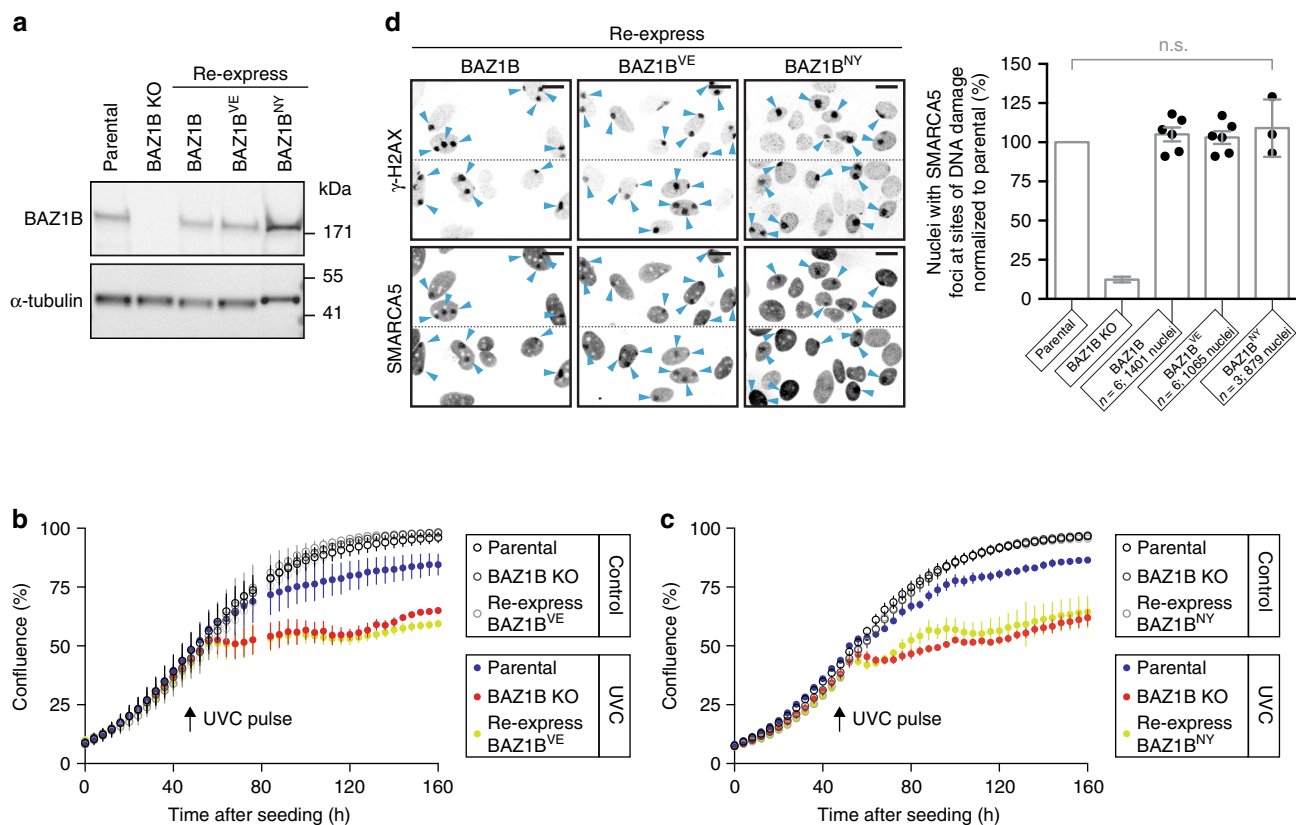 a
Re-express
Parental
BAZ1B KO
BAZ1B
BAZ1B^VE
BAZ1B^NY
kDa
BAZ1B
171
α-tubulin
55
41
d
Re-express
BAZ1B
BAZ1B^VE
BAZ1B^NY
γ-H2AX
SMARCA5
n.s.
Nuclei with SMARCA5
foci at sites of DNA damage
normalized to parental (%)
125
100
75
50
25
0
Parental
BAZ1B KO
BAZ1B
n = 6; 1401 nuclei
BAZ1B^VE
n = 6; 1065 nuclei
BAZ1B^NY
n = 3; 879 nuclei
b
Confluence (%)
100
75
50
25
0
UVC pulse
0 40 80 120 160
Time after seeding (h)
Parental
BAZ1B KO
Re-express
BAZ1B^VE
Control
Parental
BAZ1B KO
Re-express
BAZ1B^VE
UVC
c
Confluence (%)
100
75
50
25
0
UVC pulse
0 40 80 120 160
Time after seeding (h)
Parental
BAZ1B KO
Re-express
BAZ1B^NY
Control
Parental
BAZ1B KO
Re-express
BAZ1B^NY
UVC